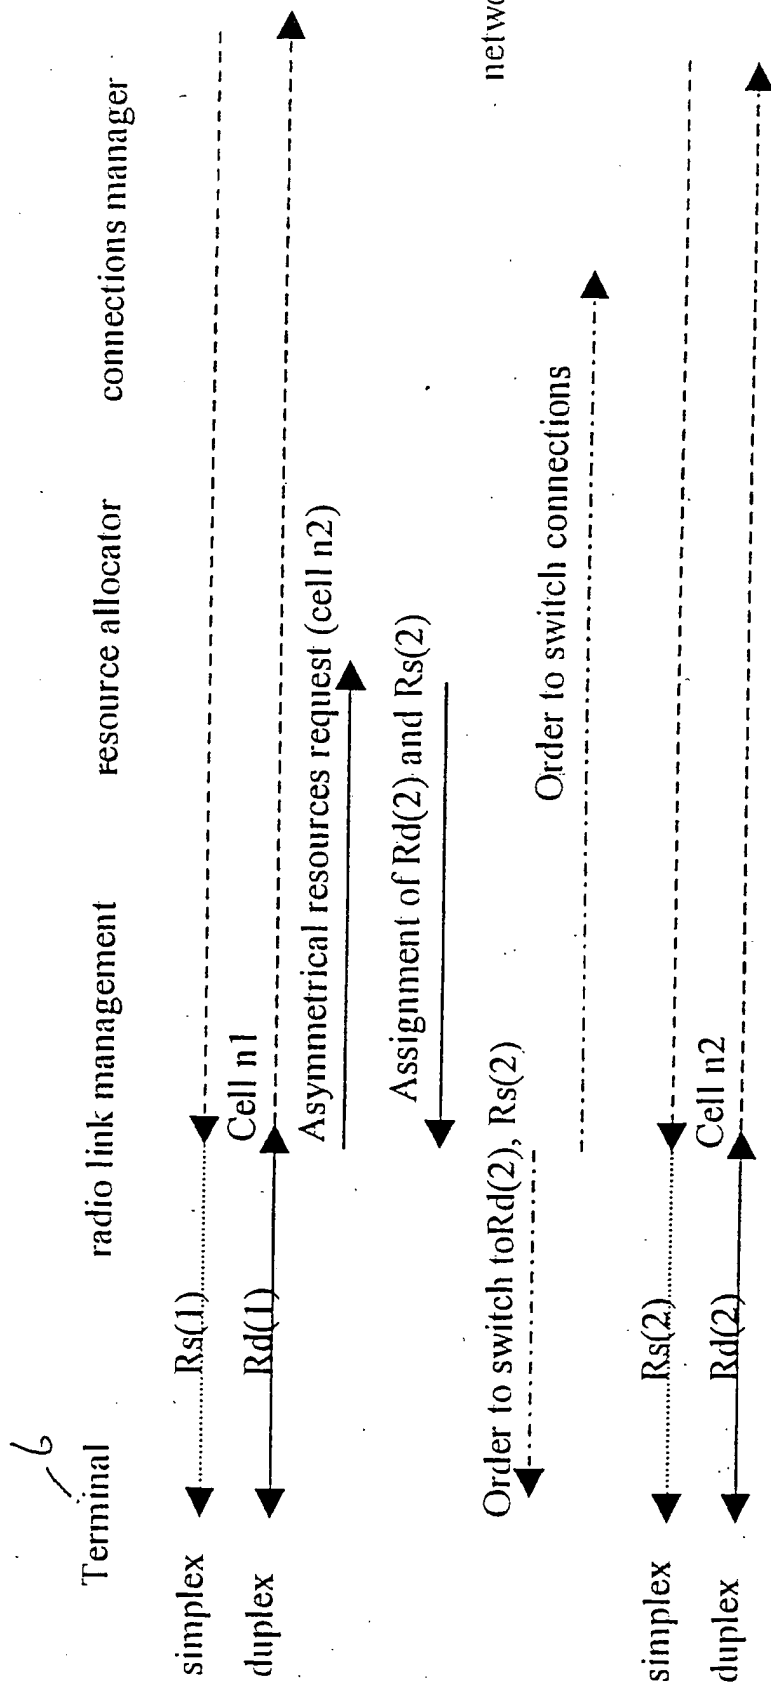 Terminal radio link management resource allocator connections manager
6
simplex Rs(1)
Cell n1
duplex Rd(1)
Asymmetrical resources request (cell n2)
Assignment of Rd(2) and Rs(2)
Order to switch toRd(2), Rs(2)
Order to switch connections
simplex Rs(2)
Cell n2
duplex Rd(2)